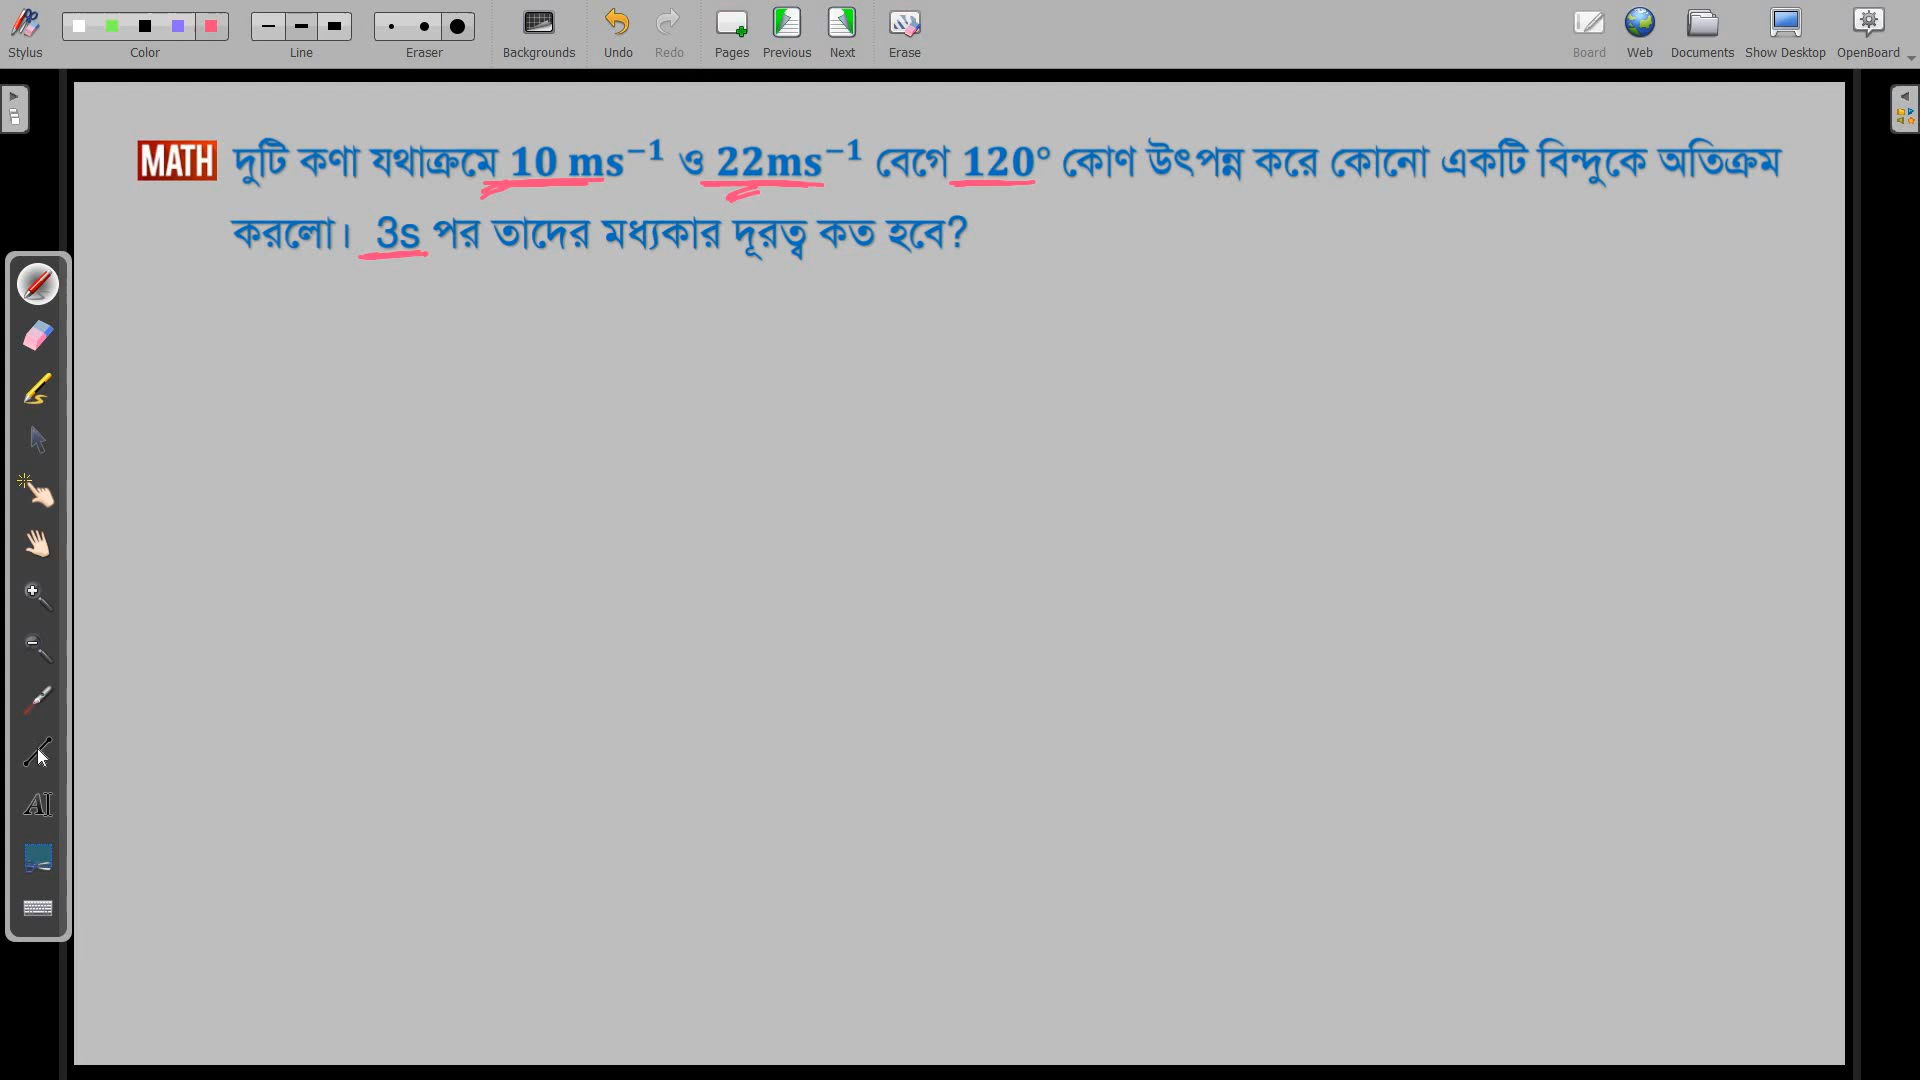 Stylus Color Line Eraser Backgrounds Undo Redo Pages Previous Next Erase Board Web Documents Show Desktop OpenBoard
MATH দুটি কণা যথাক্রমে 10 ms⁻¹ ও 22ms⁻¹ বেগে 120° কোণ উৎপন্ন করে কোনো একটি বিন্দুকে অতিক্রম
করলো। 3s পর তাদের মধ্যকার দূরত্ব কত হবে?
AI